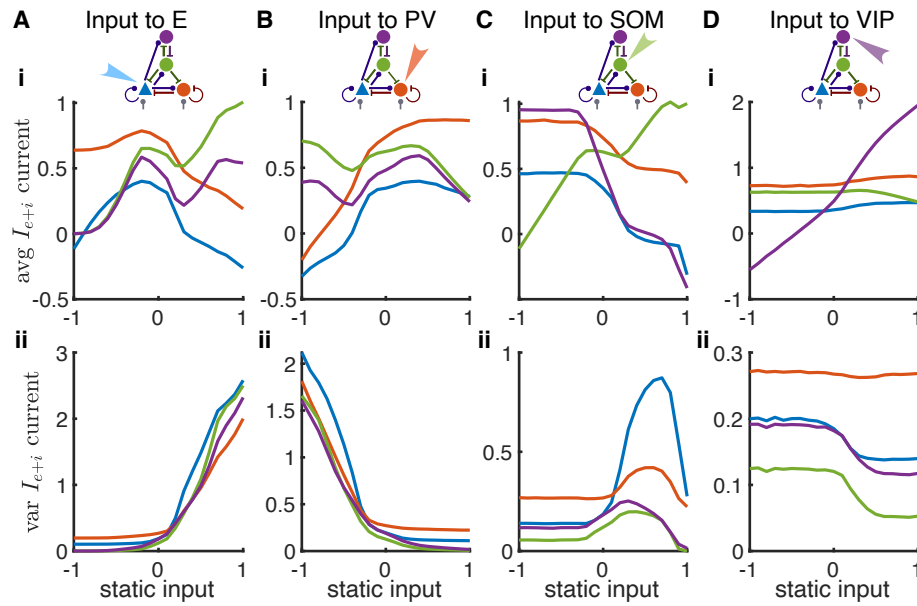 A Input to E
B Input to PV
C Input to SOM
D Input to VIP
i
i
i
i
avg I_{e+i} current
1
0.5
0
-0.5
-1 0 1
1
0.5
0
-0.5
-1 0 1
1
0.5
0
-0.5
-1 0 1
2
1
0
-1
-1 0 1
ii
ii
ii
ii
var I_{e+i} current
3
2
1
0
-1 0 1
static input
2
1.5
1
0.5
0
-1 0 1
static input
1
0.5
0
-1 0 1
static input
0.3
0.2
0.1
0
-1 0 1
static input